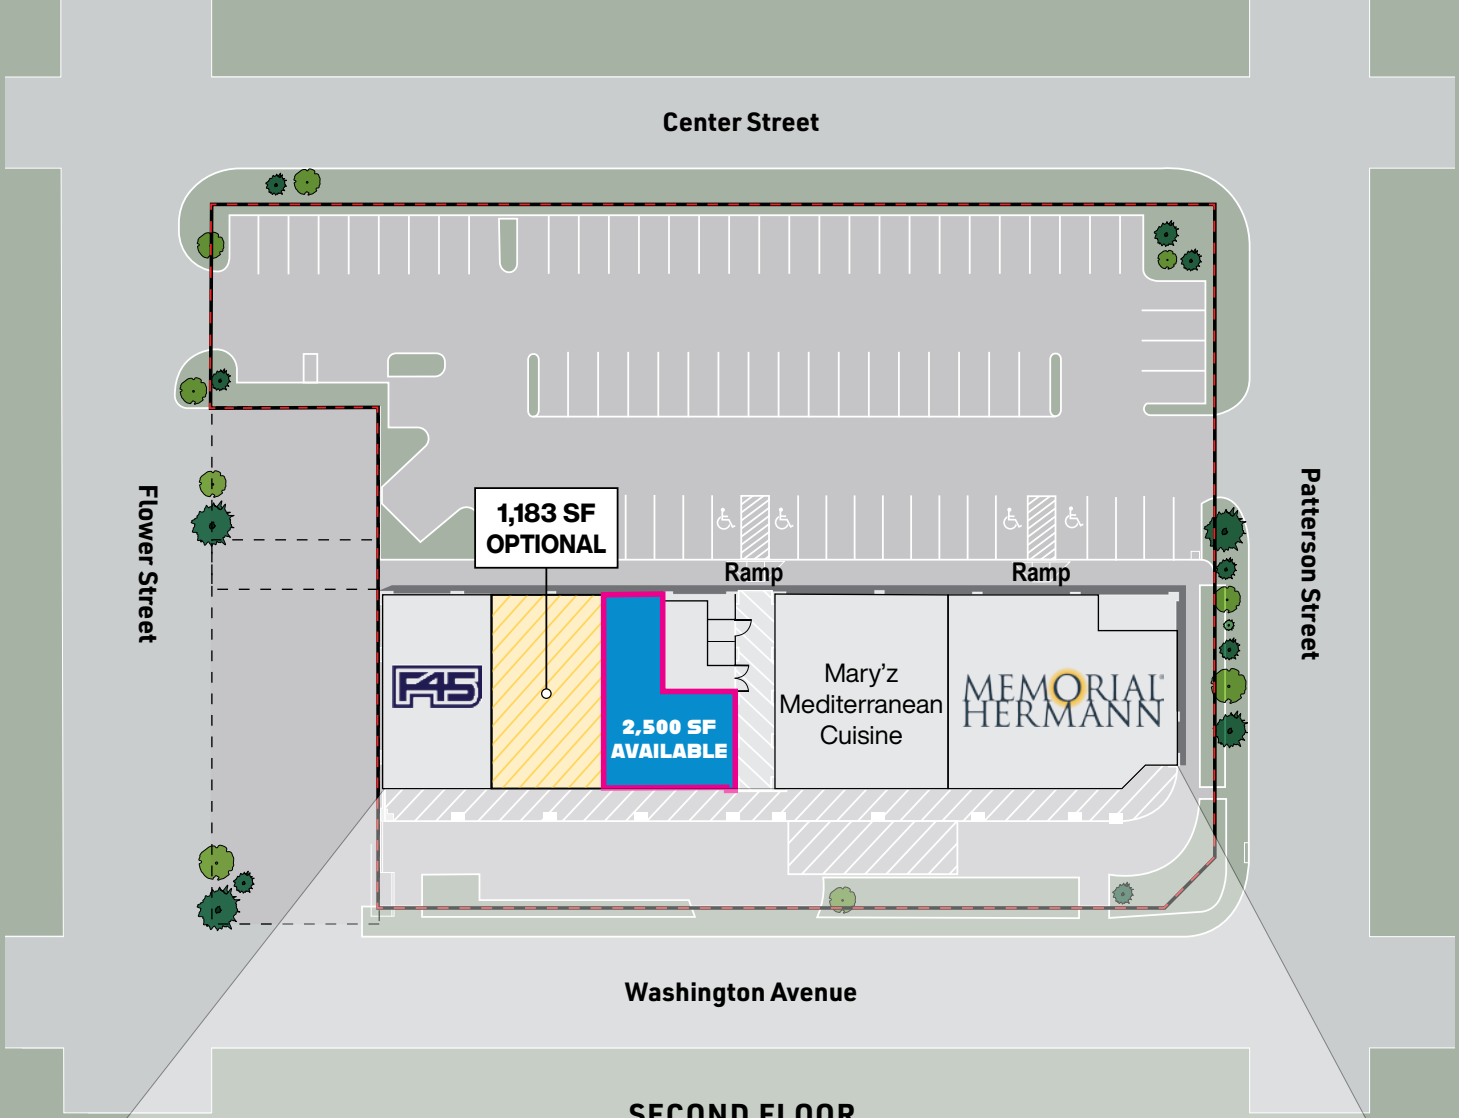 Center Street
Flower Street
Patterson Street
1,183 SF
OPTIONAL
Ramp
Ramp
F45
2,500 SF
AVAILABLE
Mary’z
Mediterranean
Cuisine
MEMORIAL®
HERMANN
Washington Avenue
SECOND FLOOR